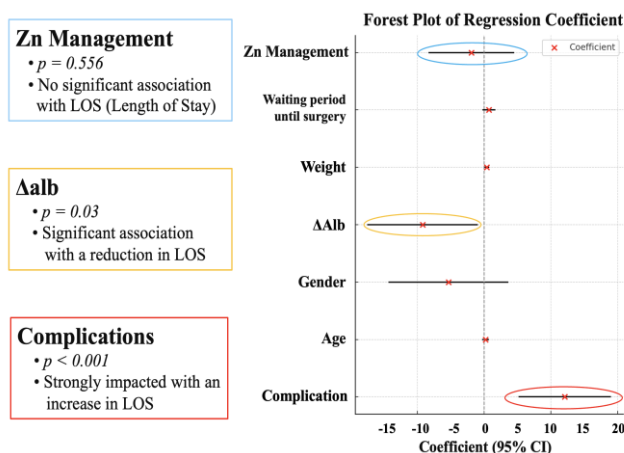 Zn Management
• p = 0.556
• No significant association
with LOS (Length of Stay)
Δalb
• p = 0.03
• Significant association
with a reduction in LOS
Complications
• p < 0.001
• Strongly impacted with an
increase in LOS
Forest Plot of Regression Coefficient
Coefficient
Zn Management
Waiting period
until surgery
Weight
ΔAlb
Gender
Age
Complication
-15 -10 -5 0 5 10 15 20
Coefficient (95% CI)